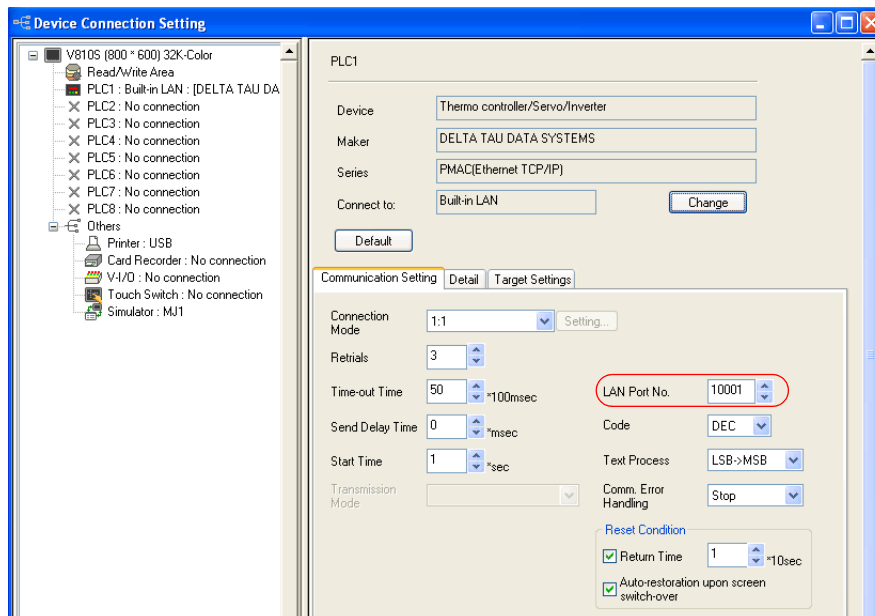 Device Connection Setting
V810S (800 * 600) 32K-Color
Read/Write Area
PLC1 : Built-in LAN : [DELTA TAU DA
PLC2 : No connection
PLC3 : No connection
PLC4 : No connection
PLC5 : No connection
PLC6 : No connection
PLC7 : No connection
PLC8 : No connection
Others
Printer : USB
Card Recorder : No connection
V-I/O : No connection
Touch Switch : No connection
Simulator : MJ1
PLC1
Device Thermo controller/Servo/Inverter
Maker DELTA TAU DATA SYSTEMS
Series PMAC(Ethernet TCP/IP)
Connect to: Built-in LAN Change
Default
Communication Setting Detail Target Settings
Connection
Mode
1:1 Setting...
Retrials 3
Time-out Time 50 *100msec LAN Port No. 10001
Send Delay Time 0 *msec Code DEC
Start Time 1 *sec Text Process LSB->MSB
Transmission
Mode
Comm. Error
Handling
Stop
Reset Condition
Return Time 1 *10sec
Auto-restoration upon screen
switch-over